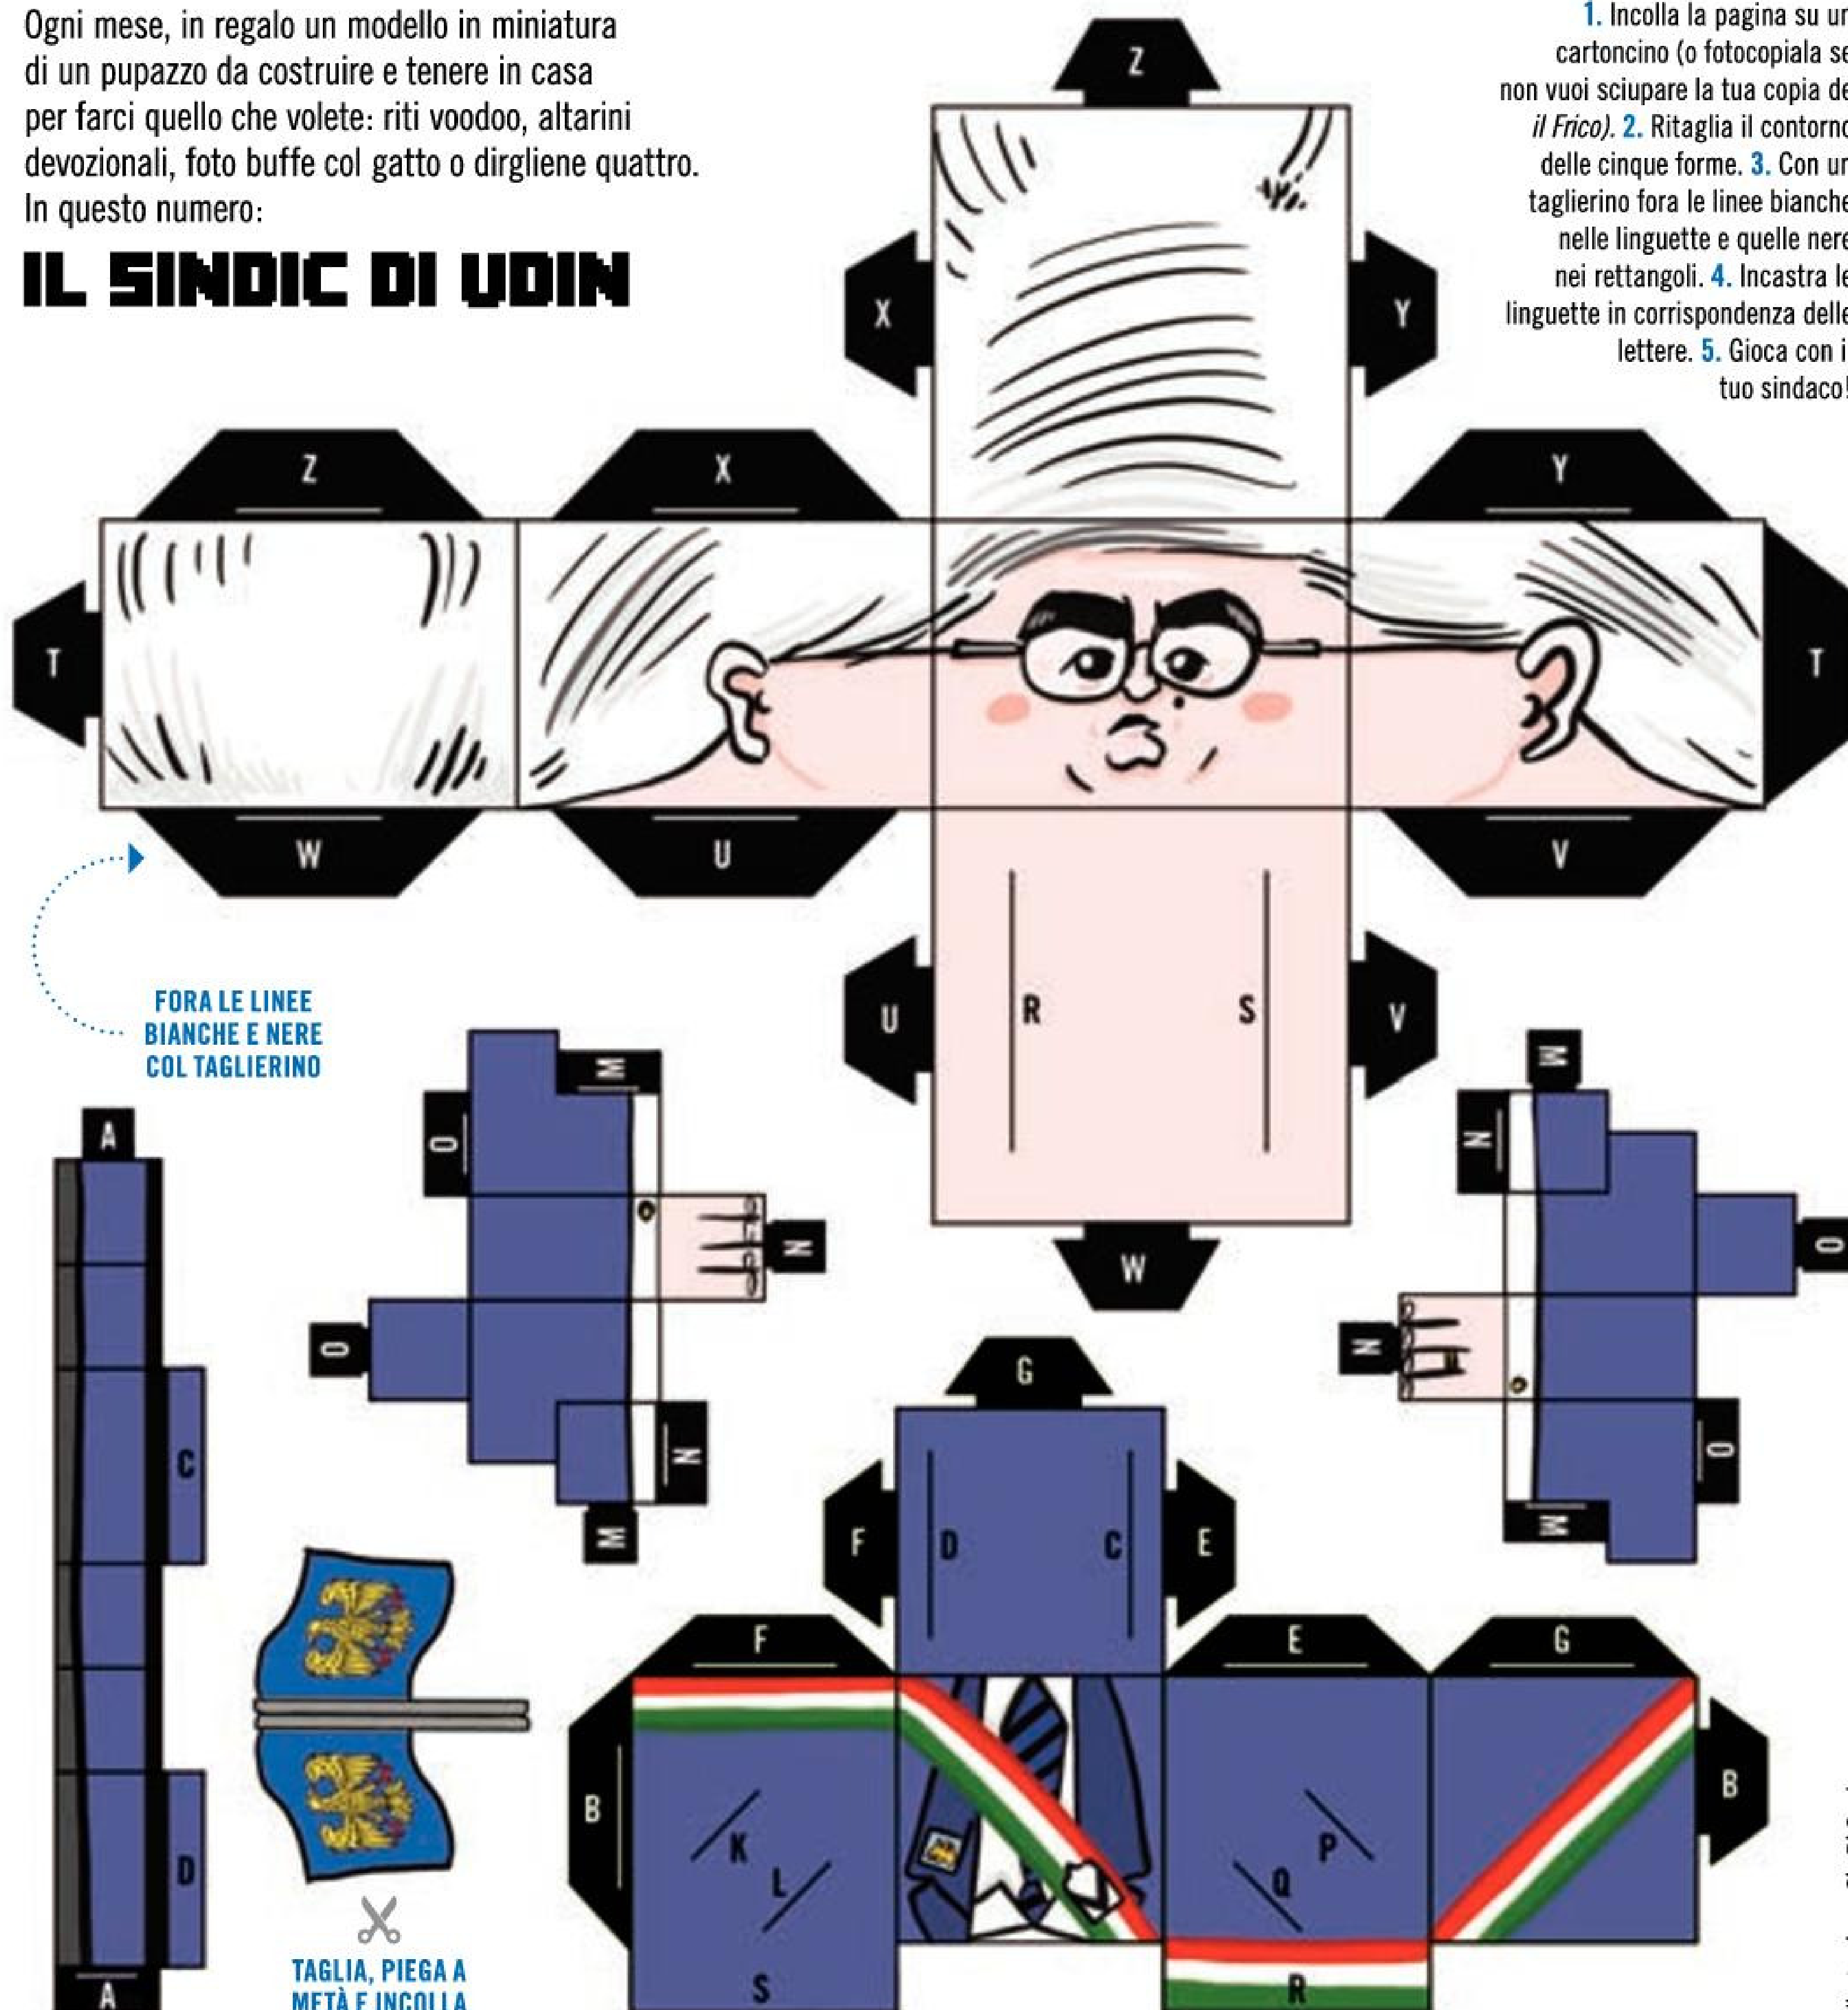 Ogni mese, in regalo un modello in miniatura
di un pupazzo da costruire e tenere in casa
per farci quello che volete: riti voodoo, altarini
devozionali, foto buffe col gatto o dirgliene quattro.
In questo numero:
IL SINDIC DI UDIN
1. Incolla la pagina su un
cartoncino (o fotocopiala se
non vuoi sciupare la tua copia de
il Frico). 2. Ritaglia il contorno
delle cinque forme. 3. Con un
taglierino fora le linee bianche
nelle linguette e quelle nere
nei rettangoli. 4. Incastra le
linguette in corrispondenza delle
lettere. 5. Gioca con i
tuo sindaco!
Z
X
Y
Z
X
Y
T
T
W
U
V
FORA LE LINEE
BIANCHE E NERE
COL TAGLIERINO
U
R
S
V
W
A
M
O
N
O
N
M
M
N
O
N
O
M
C
D
A
G
F
D
C
E
F
E
G
B
K
L
Q
P
B
S
R
TAGLIA, PIEGA A
METÀ E INCOLLA